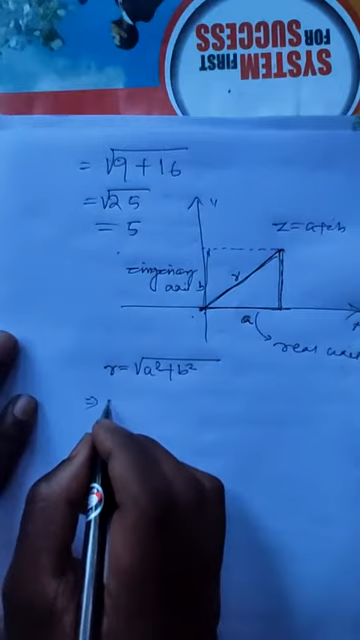 SYSTEM FIRST
FOR
SUCCESS
= √9 + 16
= √25
= 5
y
z = a+ib
imaginary
axis b
r
a
real axis
r = √a² + b²
⇒